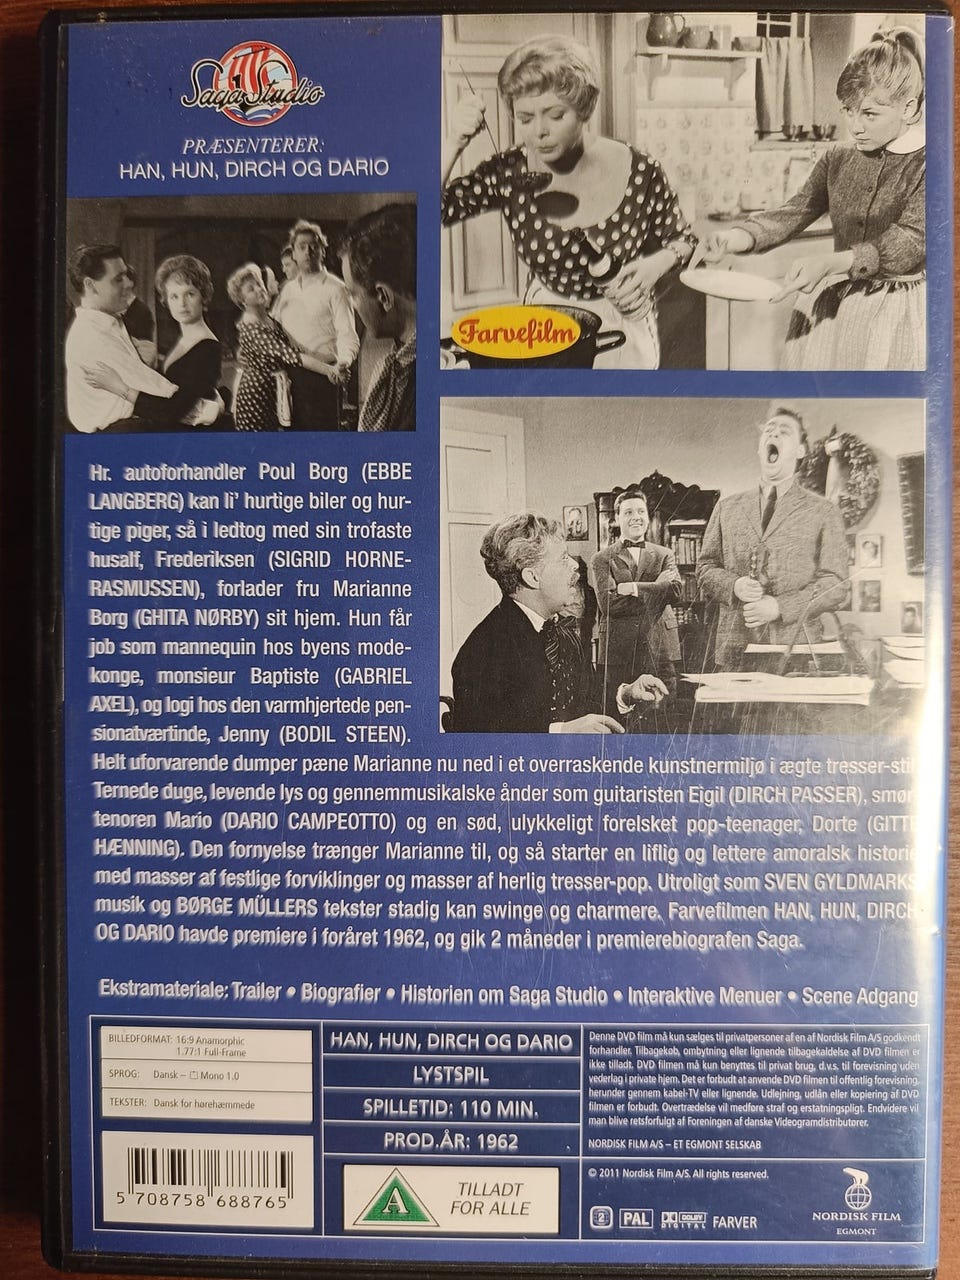 Saga Studio
PRÆSENTERER:
HAN, HUN, DIRCH OG DARIO
Farvefilm
Hr. autoforhandler Poul Borg (EBBE
LANGBERG) kan li' hurtige biler og hur-
tige piger, så i ledtog med sin trofaste
husalf, Frederiksen (SIGRID HORNE-
RASMUSSEN), forlader fru Marianne
Borg (GHITA NØRBY) sit hjem. Hun får
job som mannequin hos byens mode-
konge, monsieur Baptiste (GABRIEL
AXEL), og logi hos den varmhjertede pen-
sionatværtinde, Jenny (BODIL STEEN).
Helt uforvarende dumper pæne Marianne nu ned i et overraskende kunstnermiljø i ægte tresser-stil.
Ternede duge, levende lys og gennemmusikalske ånder som guitaristen Eigil (DIRCH PASSER), smør-
tenoren Mario (DARIO CAMPEOTTO) og en sød, ulykkeligt forelsket pop-teenager, Dorte (GITTE
HÆNNING). Den fornyelse trænger Marianne til, og så starter en liflig og lettere amoralsk historie
med masser af festlige forviklinger og masser af herlig tresser-pop. Utroligt som SVEN GYLDMARKS
musik og BØRGE MÜLLERS tekster stadig kan swinge og charmere. Farvefilmen HAN, HUN, DIRCH
OG DARIO havde premiere i foråret 1962, og gik 2 måneder i premierebiografen Saga.
Ekstramateriale: Trailer • Biografier • Historien om Saga Studio • Interaktive Menuer • Scene Adgang
BILLEDFORMAT: 16:9 Anamorphic
1.77:1 Full-Frame
SPROG: Dansk – Mono 1.0
TEKSTER: Dansk for hørehæmmede
5 708758 688765
HAN, HUN, DIRCH OG DARIO
LYSTSPIL
SPILLETID: 110 MIN.
PROD.ÅR: 1962
A
TILLADT
FOR ALLE
Denne DVD film må kun sælges til privatpersoner af en af Nordisk Film A/S godkendt
forhandler. Tilbagekøb, ombytning eller lignende tilbagekaldelse af DVD filmen er
ikke tilladt. DVD filmen må kun benyttes til privat brug, d.v.s. til forevisning uden
vederlag i private hjem. Det er forbudt at anvende DVD filmen til offentlig forevisning,
herunder gennem kabel-TV eller lignende. Udlejning, udlån eller kopiering af DVD
filmen er forbudt. Overtrædelse vil medføre straf og erstatningspligt. Endvidere vil
man blive retsforfulgt af Foreningen af danske Videogramdistributører.
NORDISK FILM A/S – ET EGMONT SELSKAB
© 2011 Nordisk Film A/S. All rights reserved.
2 PAL DOLBY DIGITAL FARVER
NORDISK FILM
EGMONT